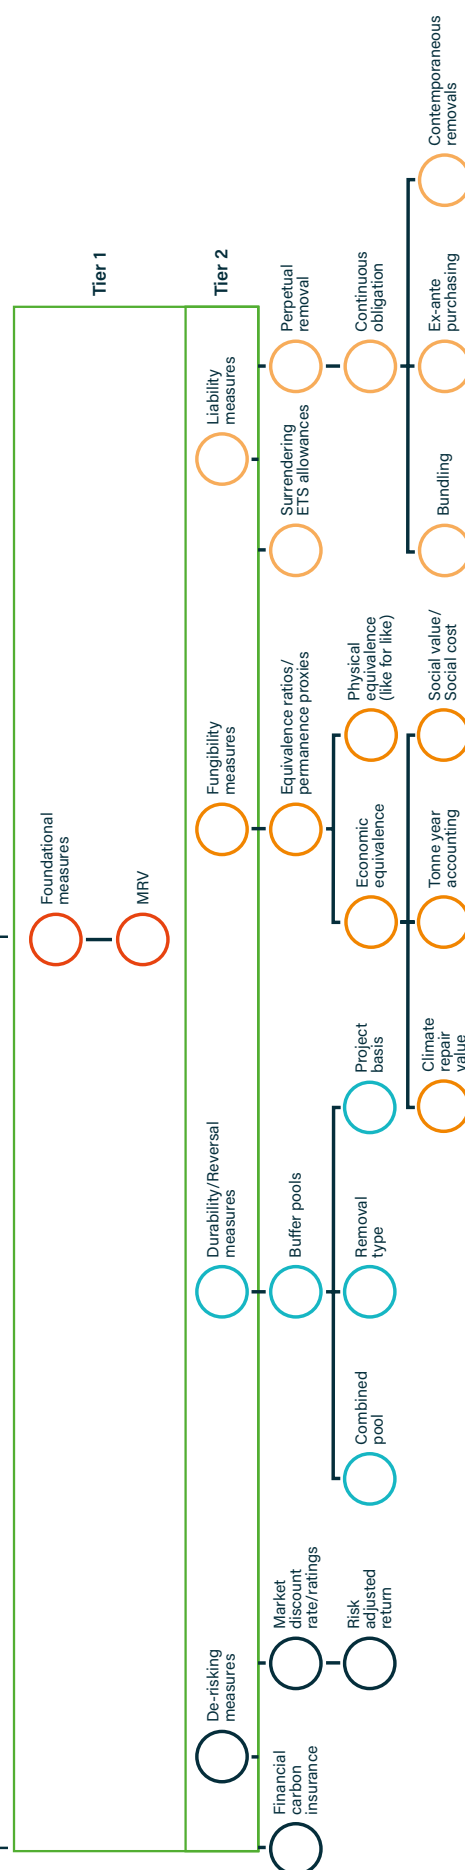 Tier 1
Foundational
measures
MRV
Tier 2
De-risking
measures
Durability/Reversal
measures
Fungibility
measures
Liability
measures
Financial
carbon
insurance
Market
discount
rate/ratings
Buffer pools
Equivalence ratios/
permanence proxies
Surrendering
ETS allowances
Perpetual
removal
Risk
adjusted
return
Combined
pool
Removal
type
Project
basis
Economic
equivalence
Physical
equivalence
(like for like)
Continuous
obligation
Climate
repair
value
Tonne year
accounting
Social value/
Social cost
Bundling
Ex-ante
purchasing
Contemporaneous
removals